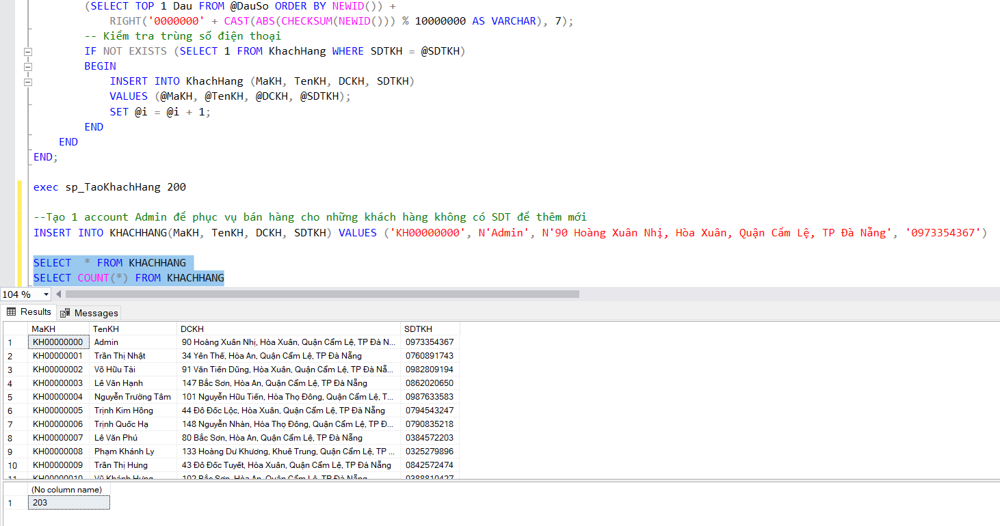 (SELECT TOP 1 Dau FROM @DauSo ORDER BY NEWID()) +
RIGHT('0000000' + CAST(ABS(CHECKSUM(NEWID())) % 10000000 AS VARCHAR), 7);
-- Kiểm tra trùng số điện thoại
IF NOT EXISTS (SELECT 1 FROM KhachHang WHERE SDTKH = @SDTKH)
BEGIN
INSERT INTO KhachHang (MaKH, TenKH, DCKH, SDTKH)
VALUES (@MaKH, @TenKH, @DCKH, @SDTKH);
SET @i = @i + 1;
END
END
END;
exec sp_TaoKhachHang 200
--Tạo 1 account Admin để phục vụ bán hàng cho những khách hàng không có SDT để thêm mới
INSERT INTO KHACHHANG(MaKH, TenKH, DCKH, SDTKH) VALUES ('KH00000000', N'Admin', N'90 Hoàng Xuân Nhị, Hòa Xuân, Quận Cẩm Lệ, TP Đà Nẵng', '0973354367')
SELECT * FROM KHACHHANG
SELECT COUNT(*) FROM KHACHHANG
104 %
Results Messages
MaKH TenKH DCKH SDTKH
1 KH00000000 Admin 90 Hoàng Xuân Nhị, Hòa Xuân, Quận Cẩm Lệ, TP Đà N... 0973354367
2 KH00000001 Trần Thị Nhật 34 Yên Thế, Hòa An, Quận Cẩm Lệ, TP Đà Nẵng 0760891743
3 KH00000002 Võ Hữu Tài 91 Văn Tiến Dũng, Hòa Xuân, Quận Cẩm Lệ, TP Đà Nẵ... 0982809194
4 KH00000003 Lê Văn Hạnh 147 Bắc Sơn, Hòa An, Quận Cẩm Lệ, TP Đà Nẵng 0862020650
5 KH00000004 Nguyễn Trường Tâm 101 Nguyễn Hữu Tiến, Hòa Thọ Đông, Quận Cẩm Lệ, T... 0987633583
6 KH00000005 Trịnh Kim Hồng 44 Đô Đốc Lộc, Hòa Xuân, Quận Cẩm Lệ, TP Đà Nẵng 0794543247
7 KH00000006 Trịnh Quốc Hạ 148 Nguyễn Nhàn, Hòa Thọ Đông, Quận Cẩm Lệ, TP Đ... 0790835218
8 KH00000007 Lê Văn Phú 80 Bắc Sơn, Hòa An, Quận Cẩm Lệ, TP Đà Nẵng 0384572203
9 KH00000008 Phạm Khánh Ly 133 Hoàng Dư Khương, Khuê Trung, Quận Cẩm Lệ, TP ... 0325279896
10 KH00000009 Trần Thị Hưng 43 Đô Đốc Tuyết, Hòa Xuân, Quận Cẩm Lệ, TP Đà Nẵng 0842572474
11 KH00000010 Vũ Khánh Hưng 102 Bắc Sơn, Hòa An, Quận Cẩm Lệ, TP Đà Nẵng 0388810427
(No column name)
1 203